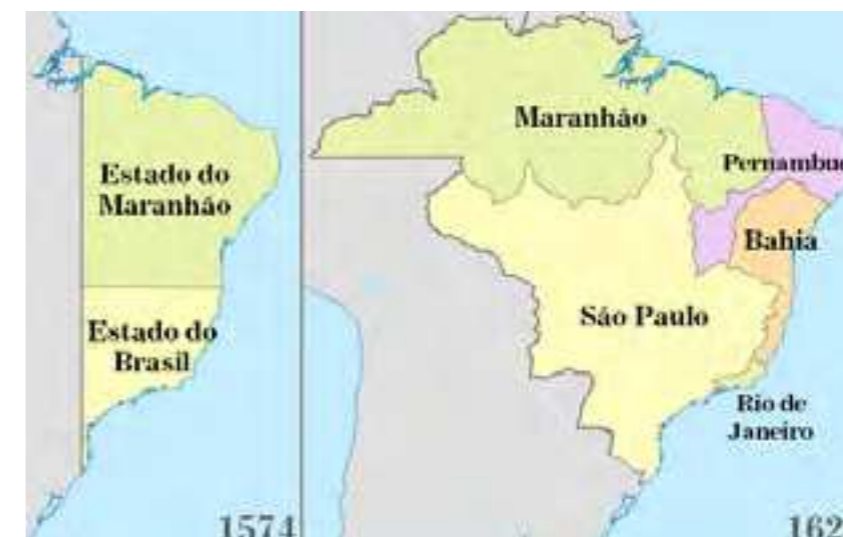 Estado do
Maranhão
Estado do
Brasil
1574
Maranhão
Pernambuc
Bahia
São Paulo
Rio de
Janeiro
162